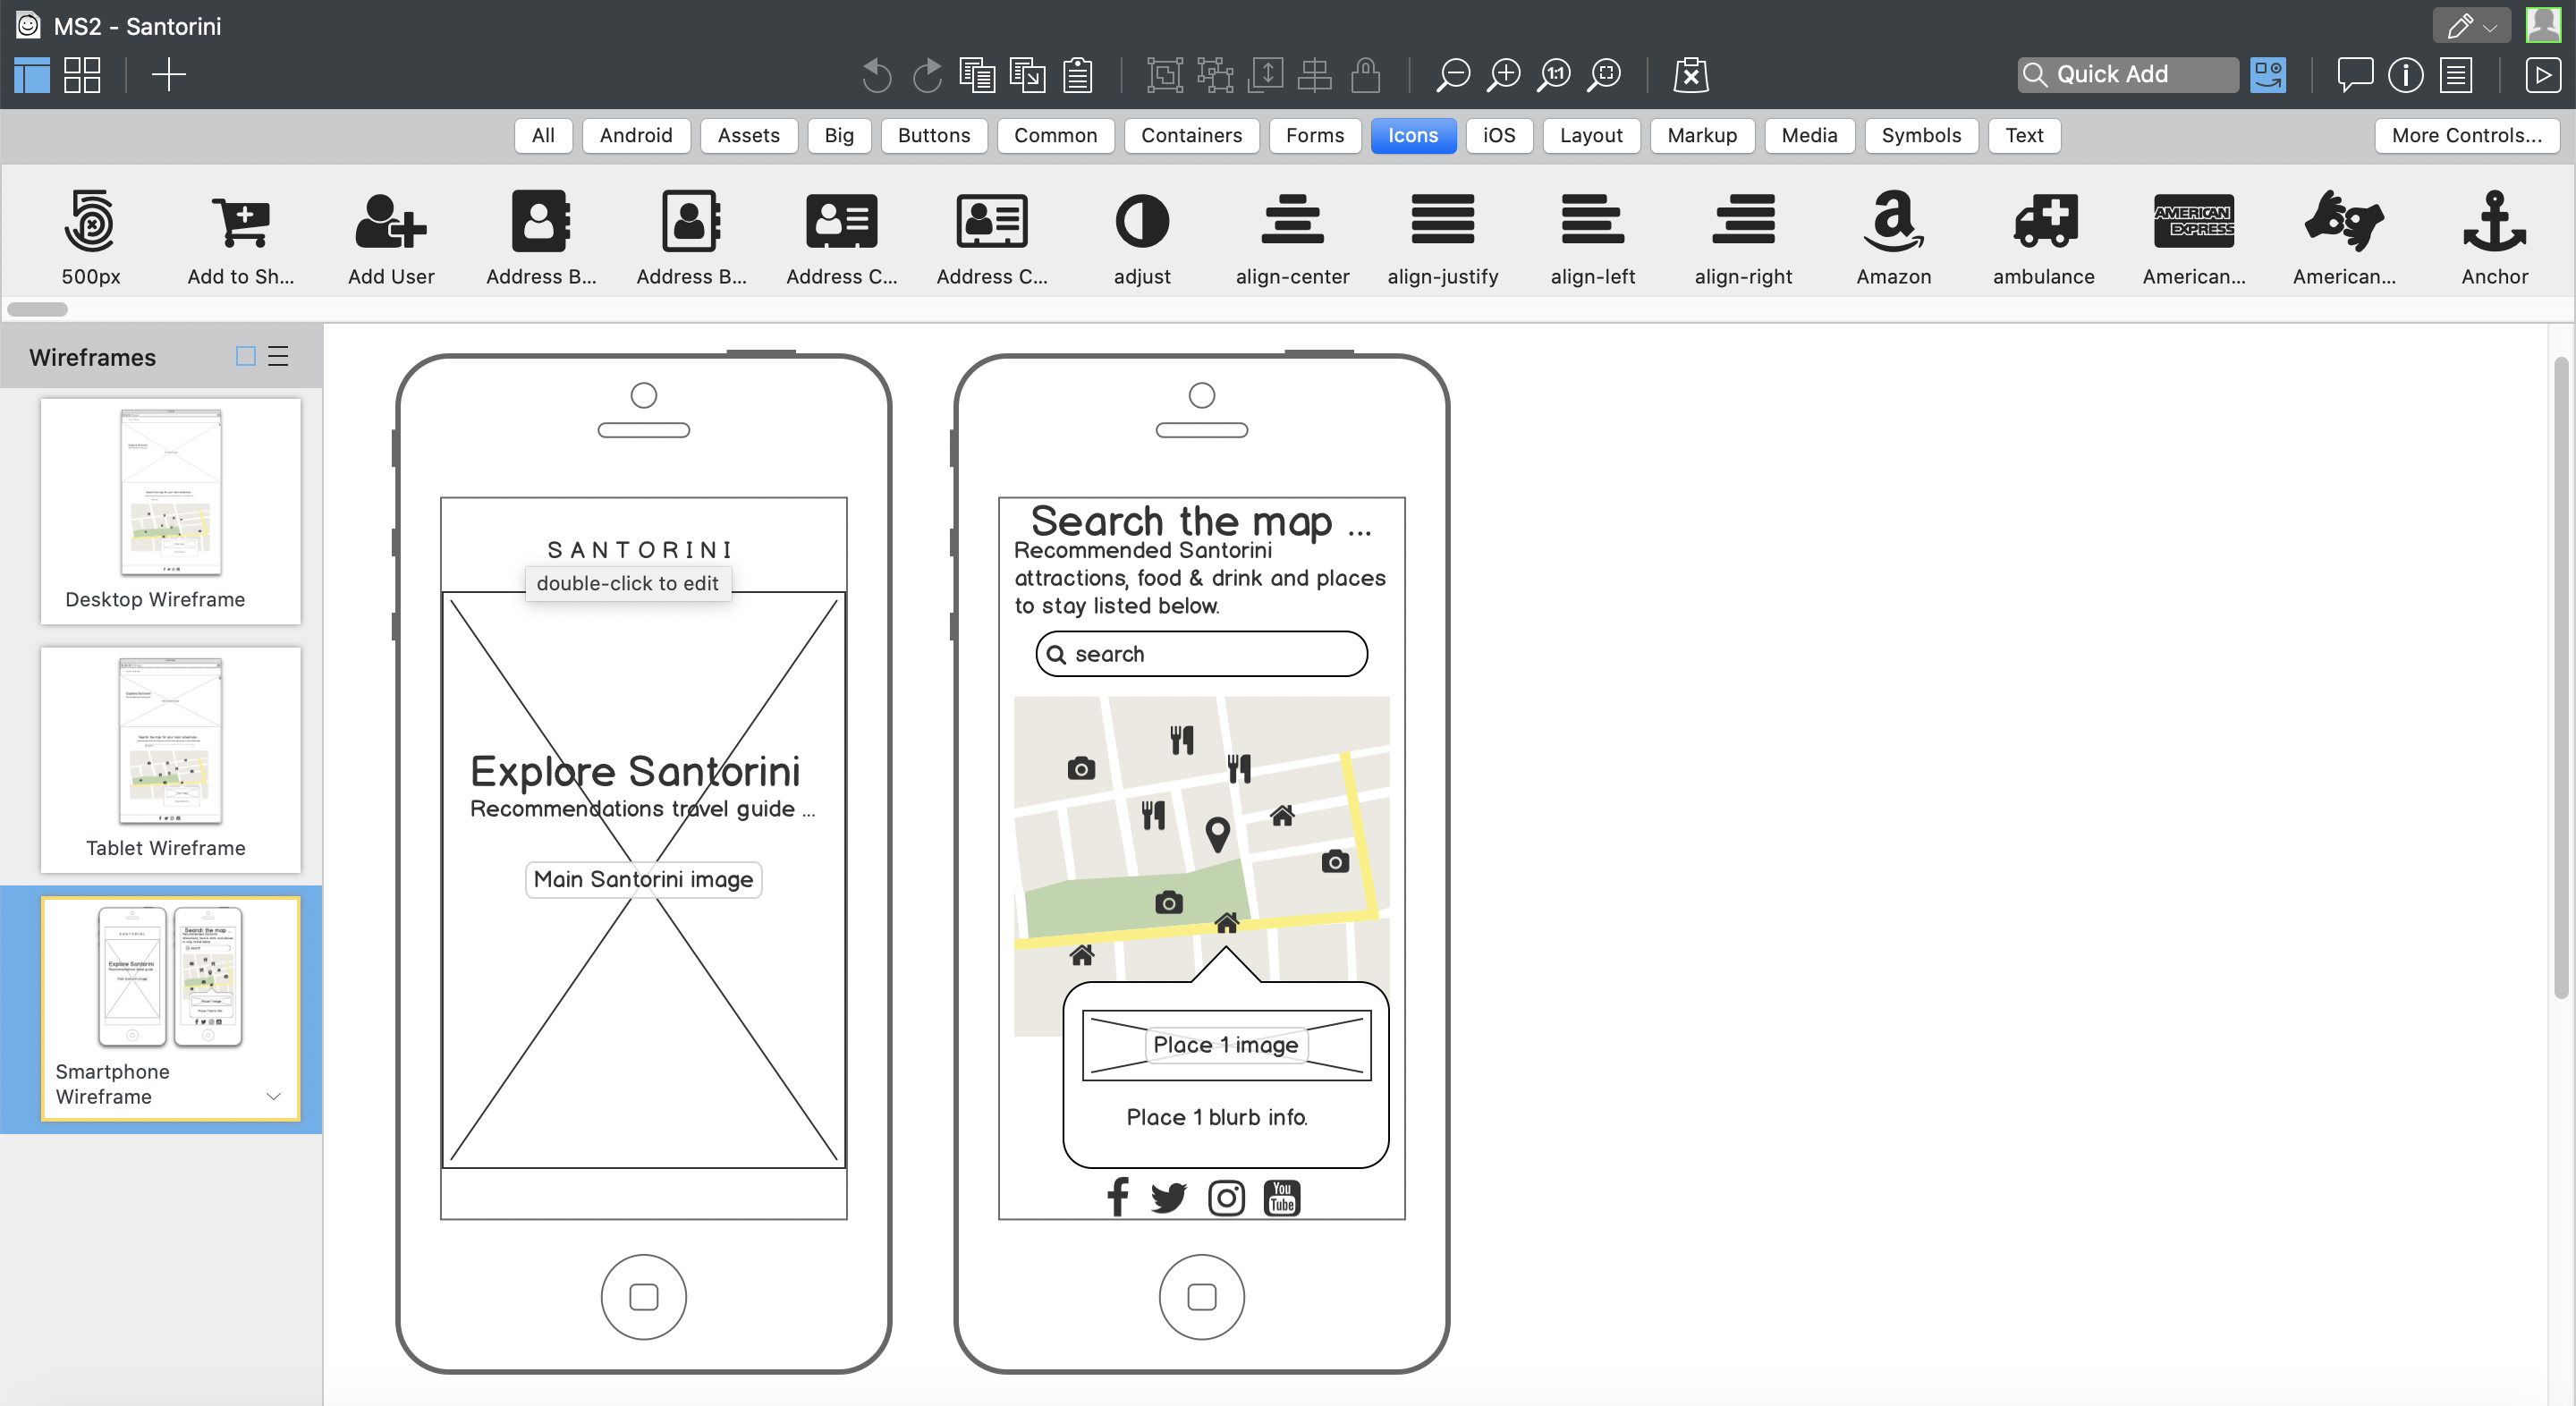 MS2 - Santorini
1:1
Quick Add
All
Android
Assets
Big
Buttons
Common
Containers
Forms
Icons
iOS
Layout
Markup
Media
Symbols
Text
More Controls...
500px
Add to Sh...
Add User
Address B...
Address B...
Address C...
Address C...
adjust
align-center
align-justify
align-left
align-right
Amazon
ambulance
AMERICAN
EXPRESS
American...
American...
Anchor
Wireframes
Desktop Wireframe
Tablet Wireframe
Smartphone
Wireframe
SANTORINI
double-click to edit
Explore Santorini
Recommendations travel guide ...
Main Santorini image
Search the map ...
Recommended Santorini
attractions, food & drink and places
to stay listed below.
search
Place 1 image
Place 1 blurb info.
You
Tube